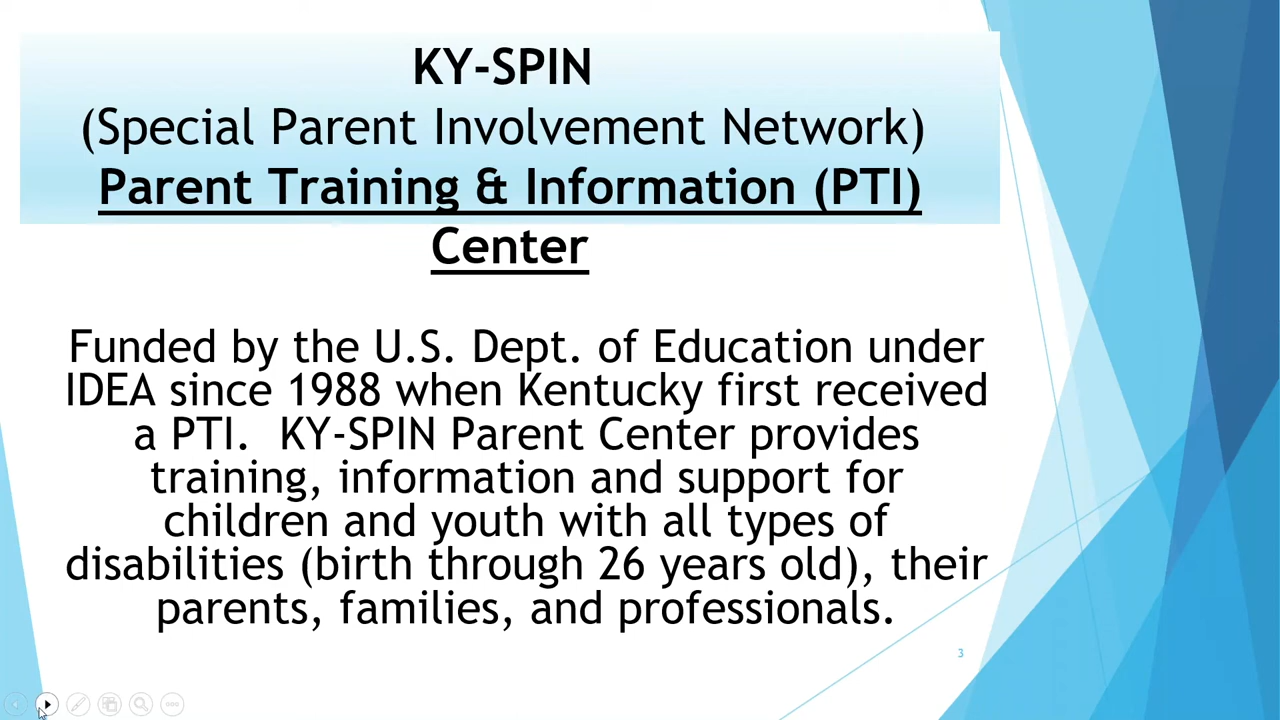 KY-SPIN
(Special Parent Involvement Network)
Parent Training & Information (PTI)
Center
Funded by the U.S. Dept. of Education under
IDEA since 1988 when Kentucky first received
a PTI.  KY-SPIN Parent Center provides
training, information and support for
children and youth with all types of
disabilities (birth through 26 years old), their
parents, families, and professionals.
3